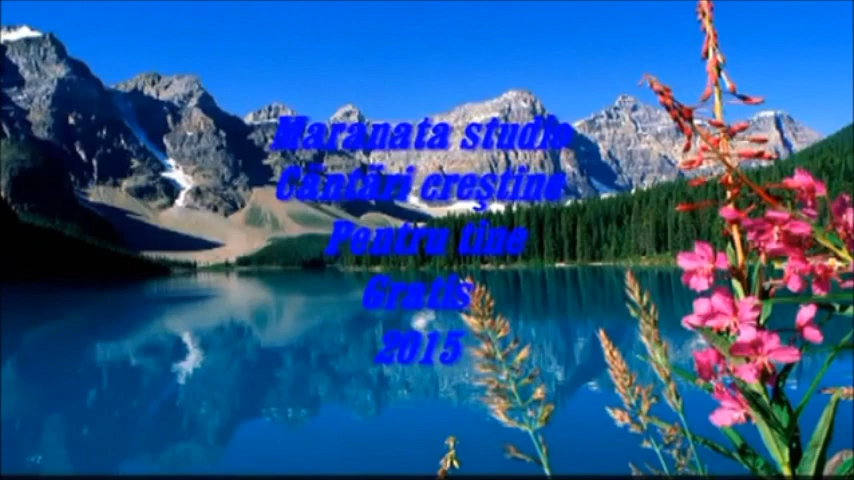 Maranata studio
Cântări creştine
Pentru tine
Gratis
2015